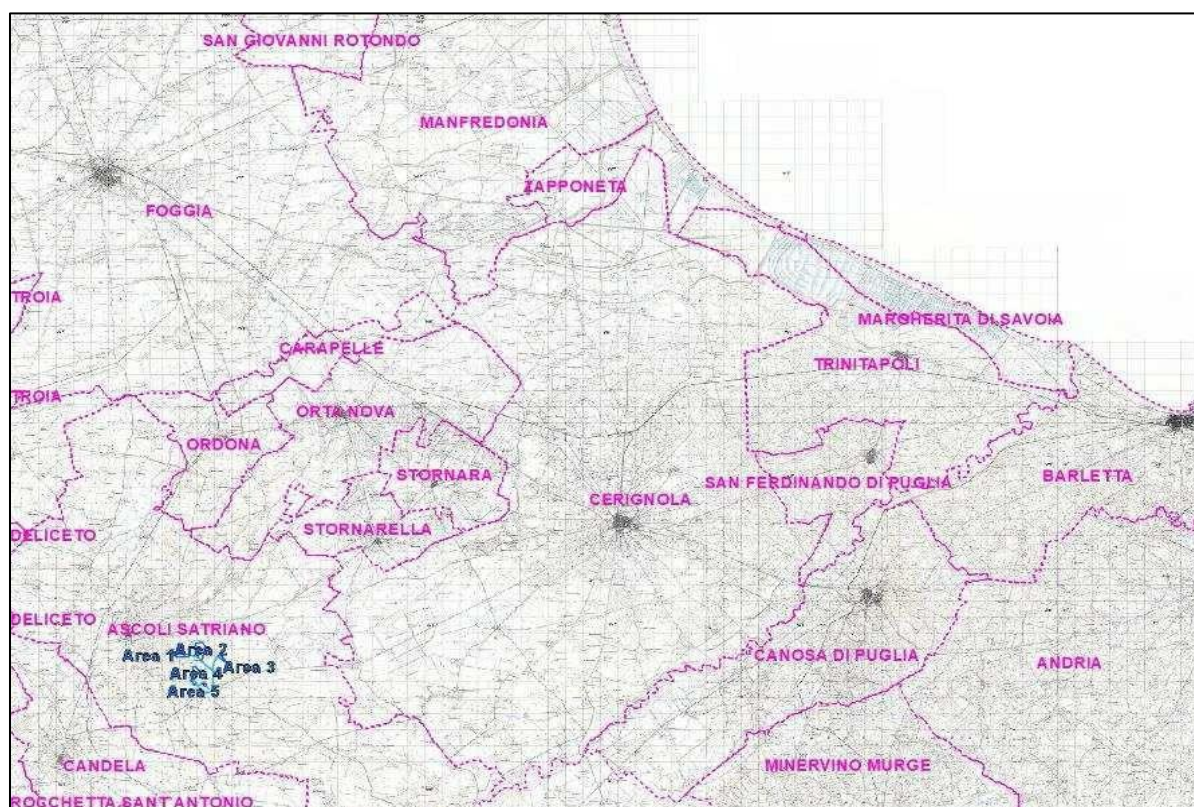 SAN GIOVANNI ROTONDO
MANFREDONIA
ZAPPONETA
FOGGIA
TROIA
MARGHERITA DI SAVOIA
CARAPELLE
TRINITAPOLI
TROIA
ORTA NOVA
ORDONA
STORNARA
BARLETTA
SAN FERDINANDO DI PUGLIA
CERIGNOLA
STORNARELLA
DELICETO
DELICETO
ASCOLI SATRIANO
Area 1
Area 2
Area 3
CANOSA DI PUGLIA
ANDRIA
Area 4
Area 5
CANDELA
MINERVINO MURGE
ROCCHETTA SANT'ANTONIO